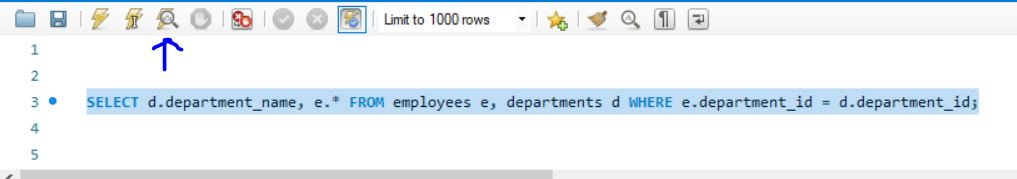 Limit to 1000 rows
1
2
3 SELECT d.department_name, e.* FROM employees e, departments d WHERE e.department_id = d.department_id;
4
5